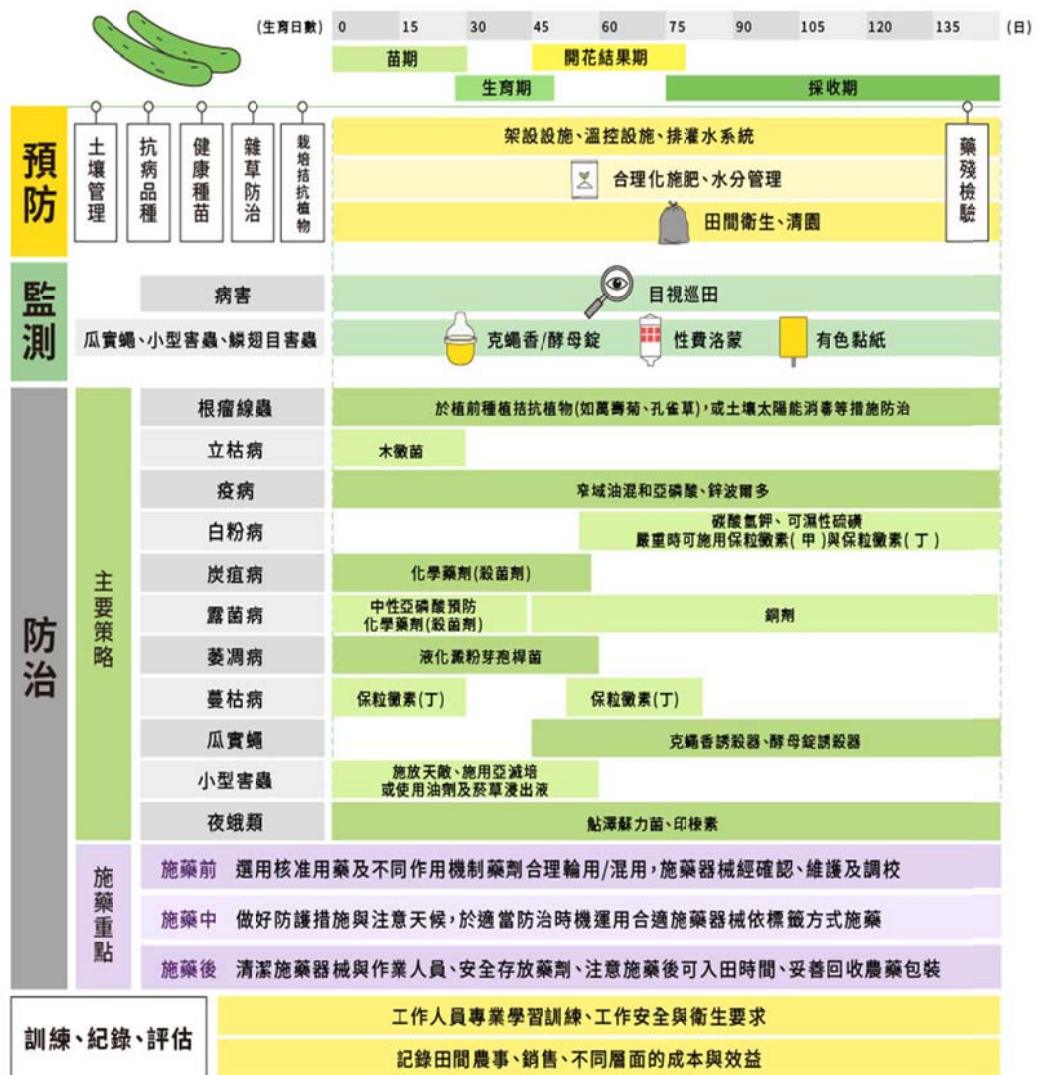 (生育日數) 0 15 30 45 60 75 90 105 120 135 (日)
苗期
開花結果期
生育期
採收期
預防
土壤管理
抗病品種
健康種苗
雜草防治
栽培拮抗植物
架設設施、溫控設施、排灌水系統
合理化施肥、水分管理
田間衛生、清園
藥殘檢驗
監測
病害
目視巡田
瓜實蠅、小型害蟲、鱗翅目害蟲
克蠅香/酵母錠
性費洛蒙
有色黏紙
防治
主要策略
根瘤線蟲
於植前種植拮抗植物(如萬壽菊、孔雀草),或土壤太陽能消毒等措施防治
立枯病
木黴菌
疫病
窄域油混和亞磷酸、鋅波爾多
白粉病
碳酸氫鉀、可濕性硫磺
嚴重時可施用保粒黴素(甲)與保粒黴素(丁)
炭疽病
化學藥劑(殺菌劑)
露菌病
中性亞磷酸預防
化學藥劑(殺菌劑)
銅劑
萎凋病
液化澱粉芽孢桿菌
蔓枯病
保粒黴素(丁)
保粒黴素(丁)
瓜實蠅
克蠅香誘殺器、酵母錠誘殺器
小型害蟲
施放天敵、施用亞滅培
或使用油劑及菸草浸出液
夜蛾類
鮎澤蘇力菌、印楝素
施藥重點
施藥前 選用核准用藥及不同作用機制藥劑合理輪用/混用,施藥器械經確認、維護及調校
施藥中 做好防護措施與注意天候,於適當防治時機運用合適施藥器械依標籤方式施藥
施藥後 清潔施藥器械與作業人員、安全存放藥劑、注意施藥後可入田時間、妥善回收農藥包裝
訓練、紀錄、評估
工作人員專業學習訓練、工作安全與衛生要求
記錄田間農事、銷售、不同層面的成本與效益